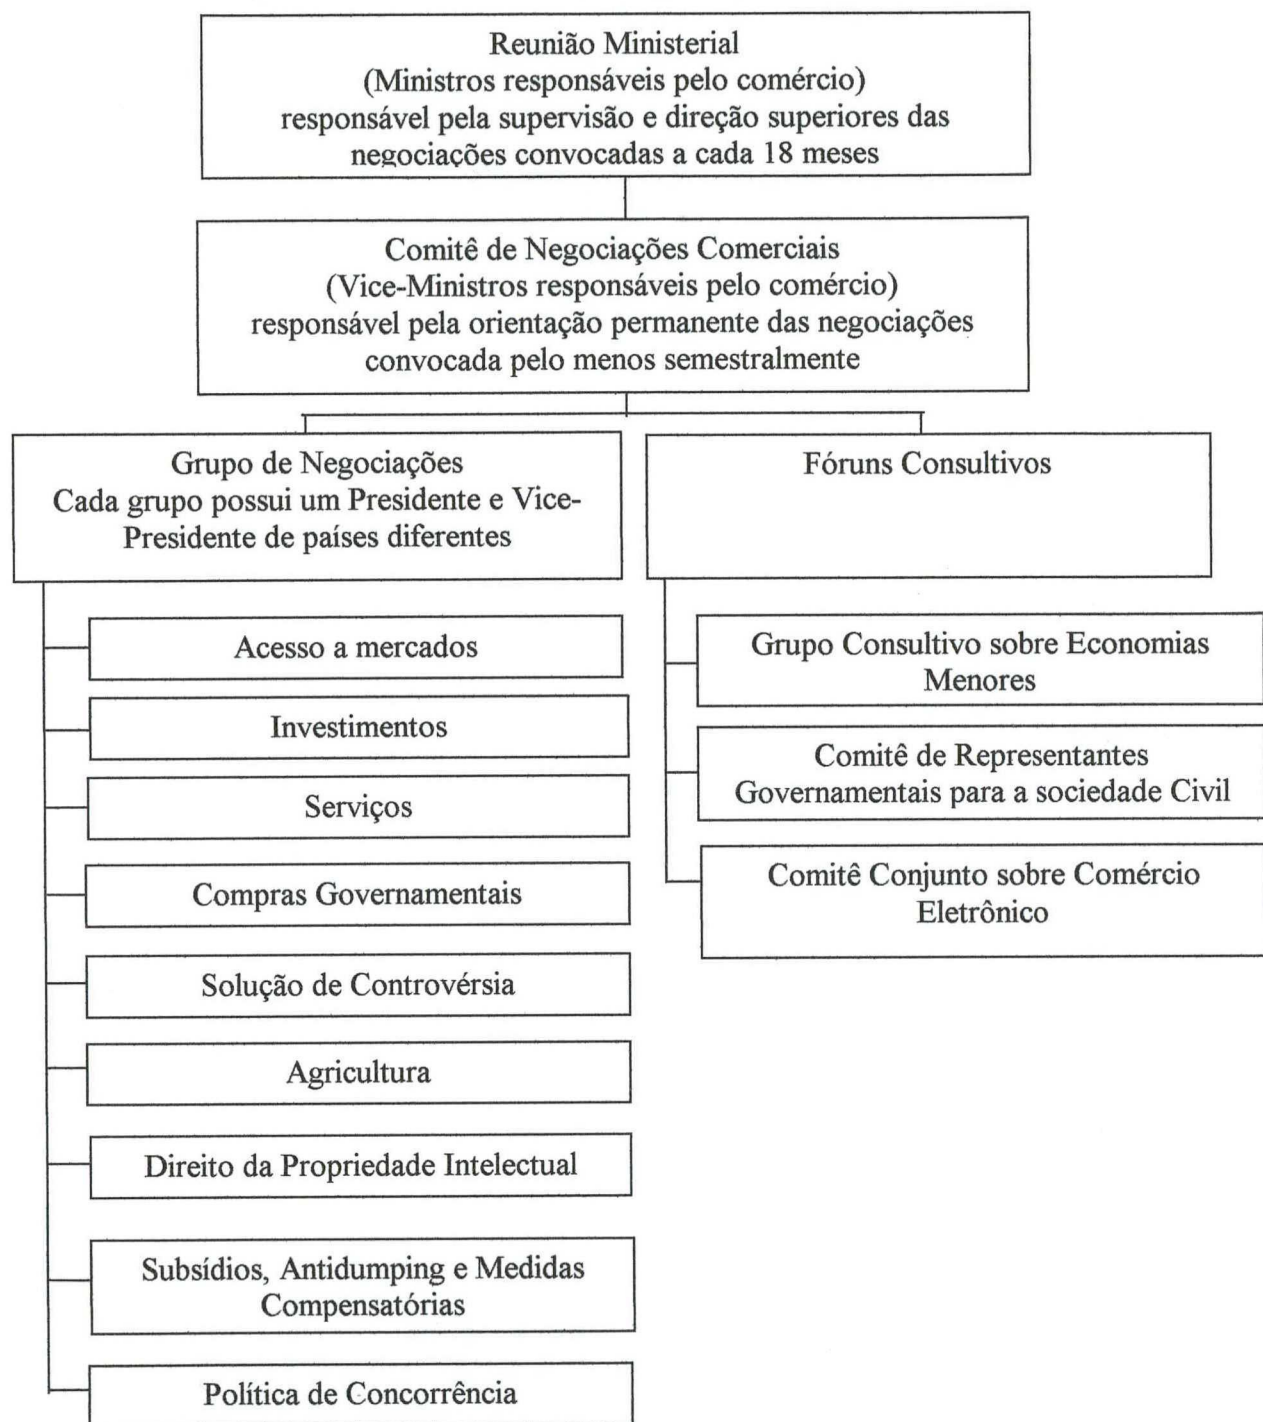 Reunião Ministerial
(Ministros responsáveis pelo comércio)
responsável pela supervisão e direção superiores das
negociações convocadas a cada 18 meses
Comitê de Negociações Comerciais
(Vice-Ministros responsáveis pelo comércio)
responsável pela orientação permanente das negociações
convocada pelo menos semestralmente
Grupo de Negociações
Cada grupo possui um Presidente e Vice-
Presidente de países diferentes
Acesso a mercados
Investimentos
Serviços
Compras Governamentais
Solução de Controvérsia
Agricultura
Direito da Propriedade Intelectual
Subsídios, Antidumping e Medidas
Compensatórias
Política de Concorrência
Fóruns Consultivos
Grupo Consultivo sobre Economias
Menores
Comitê de Representantes
Governamentais para a sociedade Civil
Comitê Conjunto sobre Comércio
Eletrônico